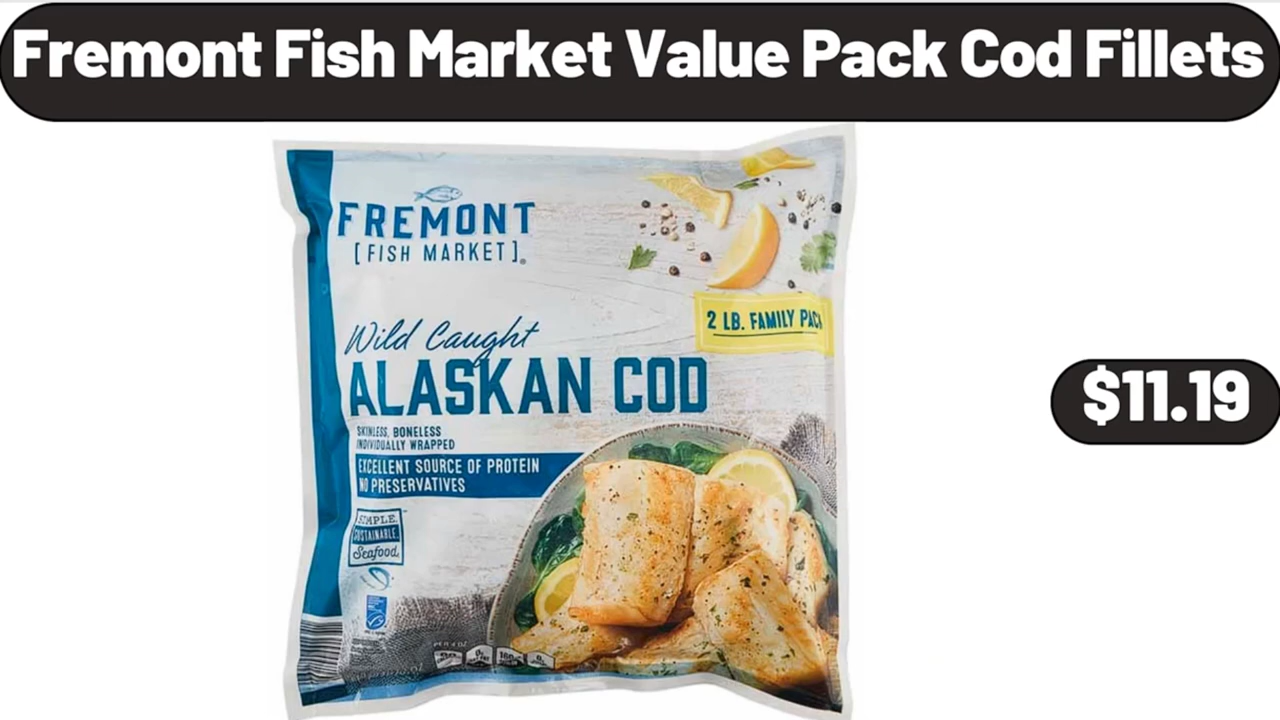 Fremont Fish Market Value Pack Cod Fillets
FREMONT
[FISH MARKET]®
2 LB. FAMILY PACK
Wild Caught
ALASKAN COD
SKINLESS, BONELESS
INDIVIDUALLY WRAPPED
EXCELLENT SOURCE OF PROTEIN
NO PRESERVATIVES
SIMPLE.
SUSTAINABLE.
Seafood.
$11.19